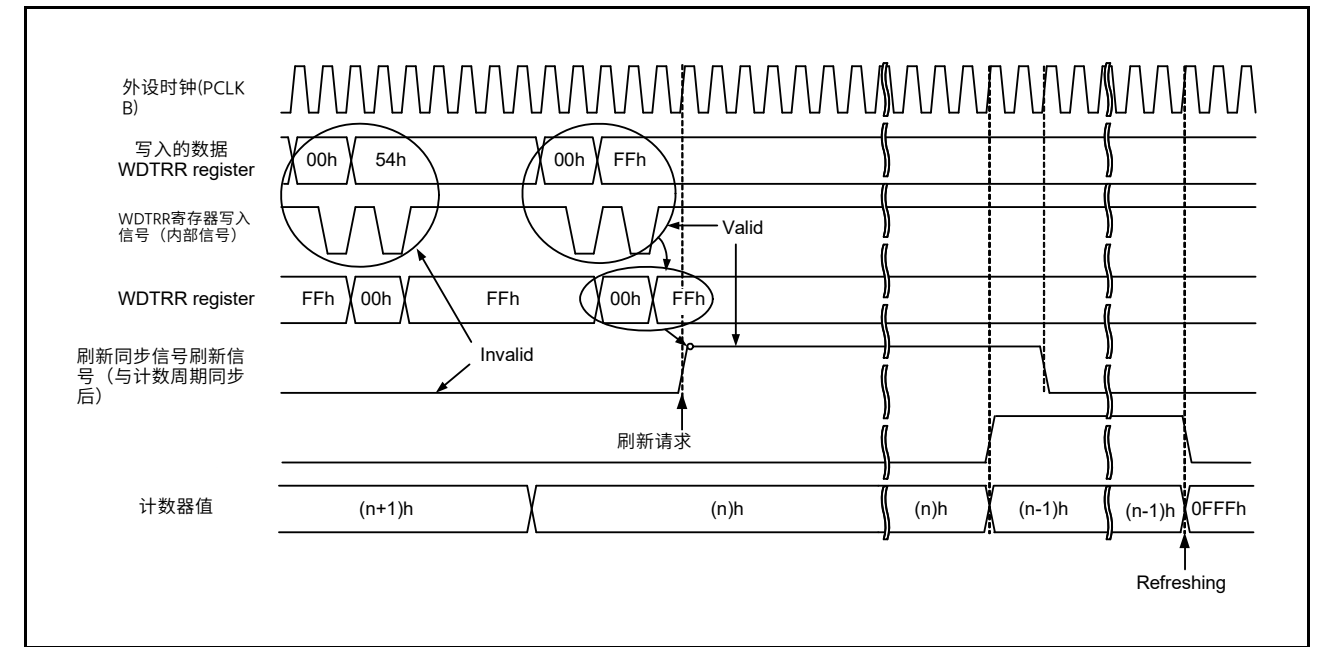 外设时钟(PCLK
B)
写入的数据
WDTRR register
00h 54h 00h FFh
WDTRR寄存器写入
信号（内部信号）
Valid
WDTRR register
FFh 00h FFh 00h FFh
刷新同步信号刷新信
号（与计数周期同步
后）
Invalid
刷新请求
计数器值
(n+1)h (n)h (n)h (n-1)h (n-1)h 0FFFh
Refreshing